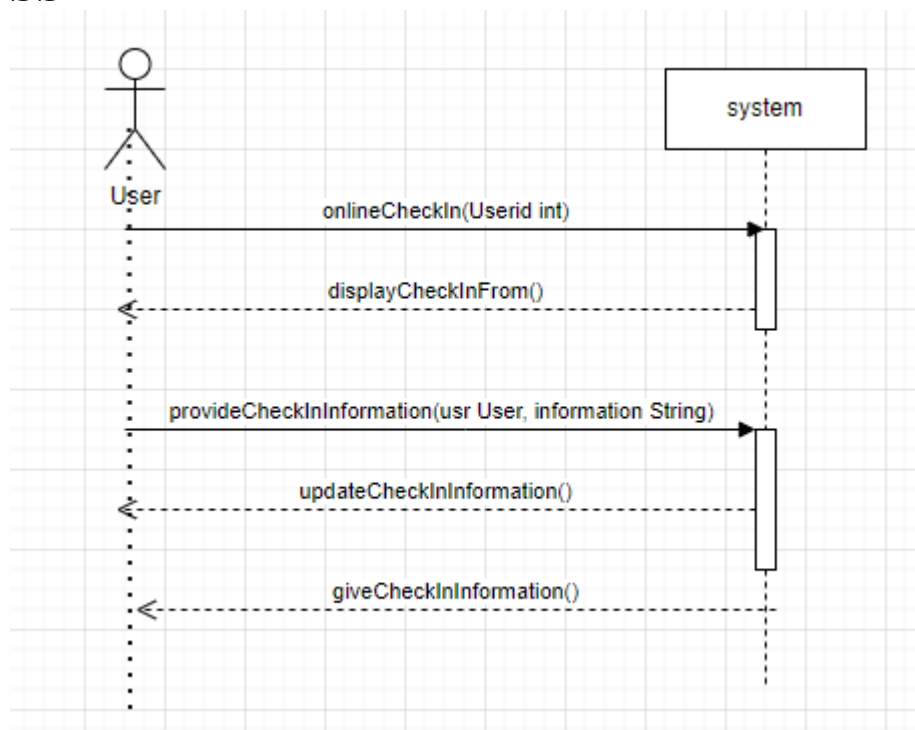 system
User
onlineCheckIn(Userid int)
displayCheckInFrom()
provideCheckInInformation(usr User, information String)
updateCheckInInformation()
giveCheckInInformation()